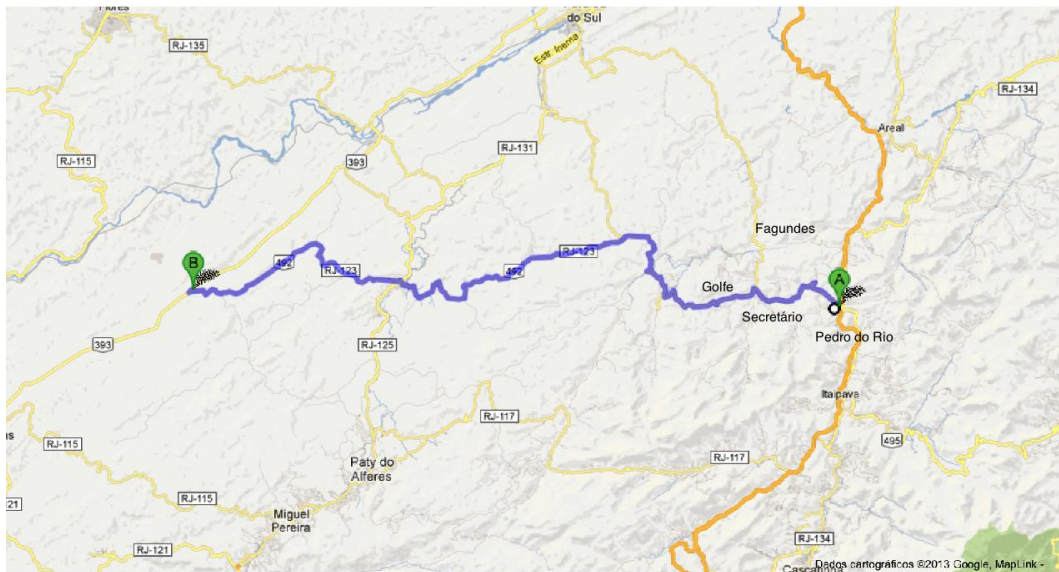 Flores
do Sul
RJ-135
Estr. Inema
RJ-134
Areal
RJ-115
393
RJ-131
Fagundes
B
492
RJ-123
492
RJ-123
Golfe
A
Secretário
Pedro do Rio
393
RJ-125
Itaipava
RJ-117
495
RJ-115
RJ-117
Paty do
Alferes
RJ-115
Miguel
Pereira
RJ-121
RJ-134
Dados cartográficos ©2013 Google, MapLink -